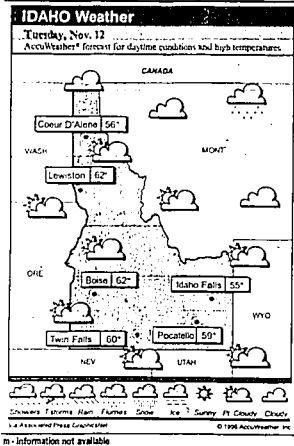 IDAHO Weather
Tuesday, Nov. 12
AccuWeather® forecast for daytime conditions and high temperatures
CANADA
Coeur D'Alene 56°
WASH
MONT
Lewiston 62°
ORE
Boise 62°
Idaho Falls 55°
WYO
Twin Falls 60°
Pocatello 59°
NEV
UTAH
Showers T-storms Rain Flurries Snow Ice Sunny Pt Cloudy Cloudy
Via Associated Press GraphicsNet
© 1996 AccuWeather, Inc
m - Information not available